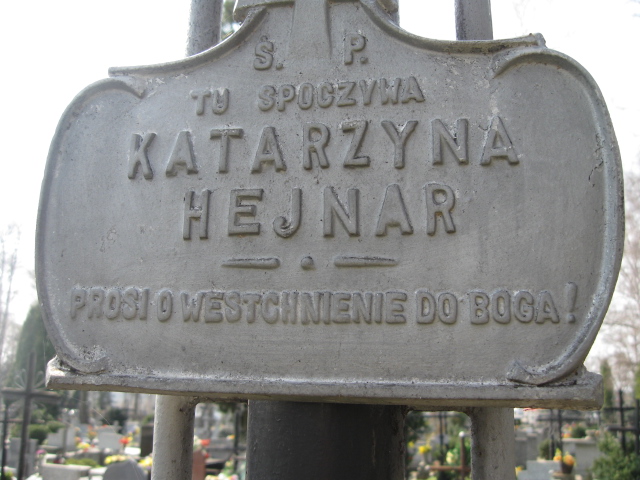 Ś. P.
TU SPOCZYWA
KATARZYNA
HEJNAR
PROSI O WESTCHNIENIE DO BOGA!